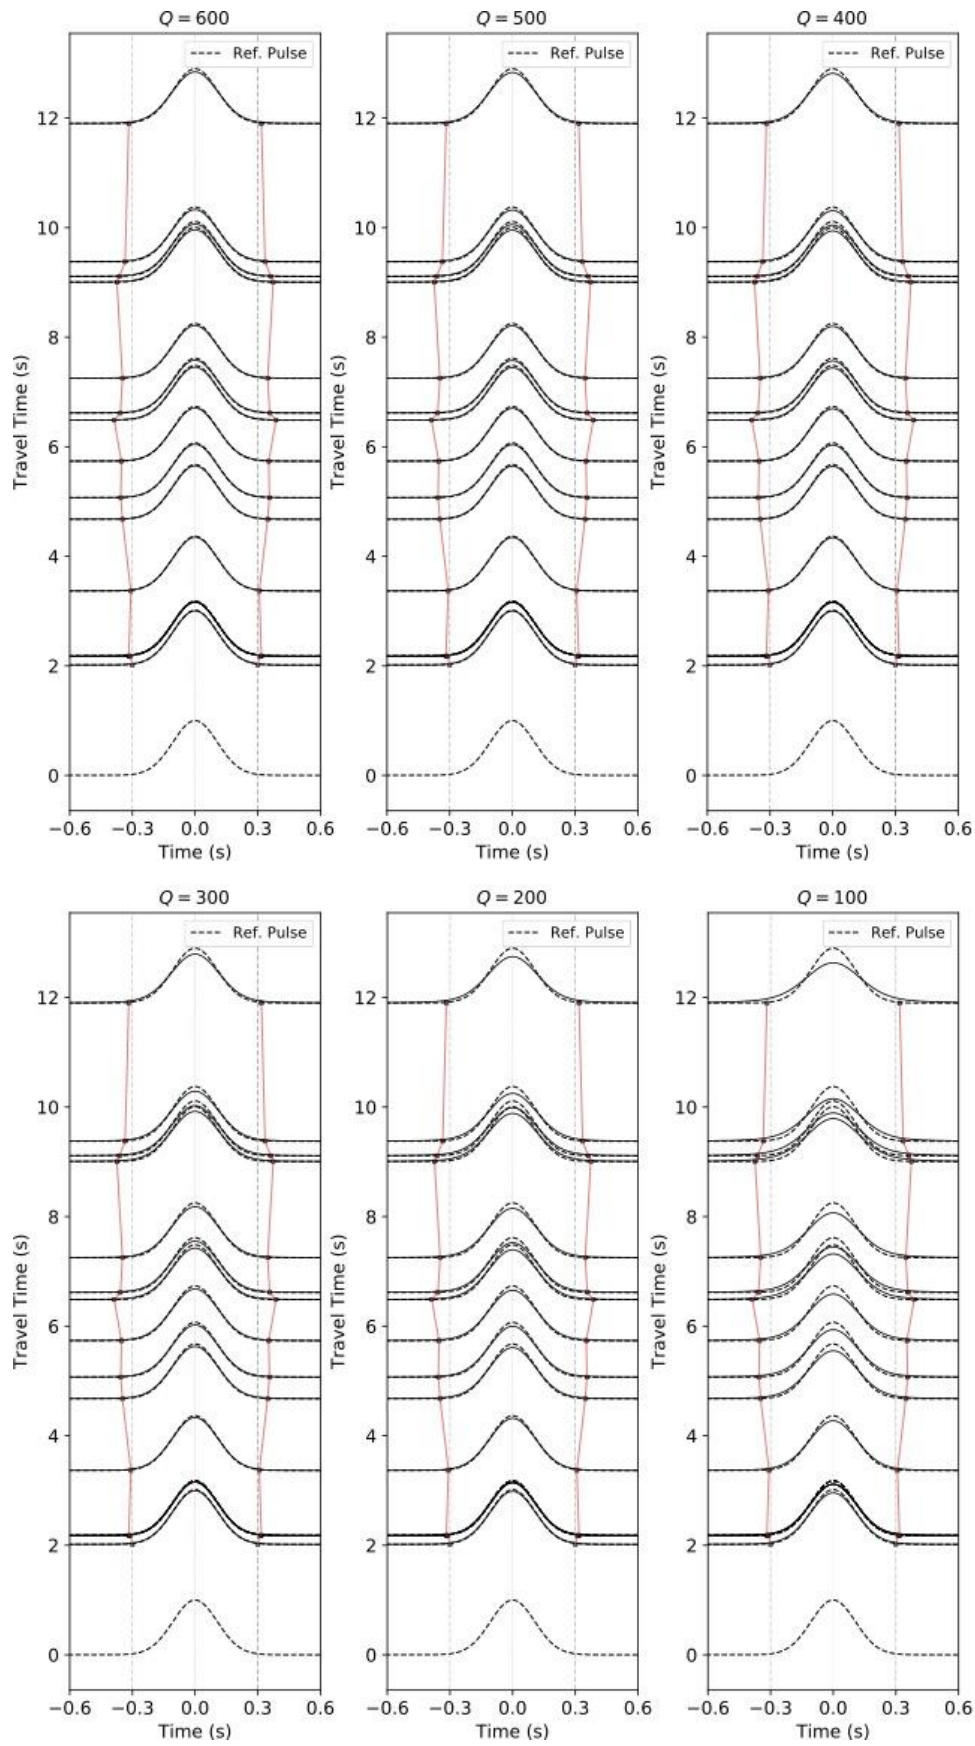 Q = 600
Q = 500
Q = 400
Ref. Pulse
Ref. Pulse
Ref. Pulse
12
12
12
10
10
10
8
8
8
6
6
6
4
4
4
2
2
2
0
0
0
Travel Time (s)
Travel Time (s)
Travel Time (s)
−0.6 −0.3 0.0 0.3 0.6
−0.6 −0.3 0.0 0.3 0.6
−0.6 −0.3 0.0 0.3 0.6
Time (s)
Time (s)
Time (s)
Q = 300
Q = 200
Q = 100
Ref. Pulse
Ref. Pulse
Ref. Pulse
12
12
12
10
10
10
8
8
8
6
6
6
4
4
4
2
2
2
0
0
0
Travel Time (s)
Travel Time (s)
Travel Time (s)
−0.6 −0.3 0.0 0.3 0.6
−0.6 −0.3 0.0 0.3 0.6
−0.6 −0.3 0.0 0.3 0.6
Time (s)
Time (s)
Time (s)